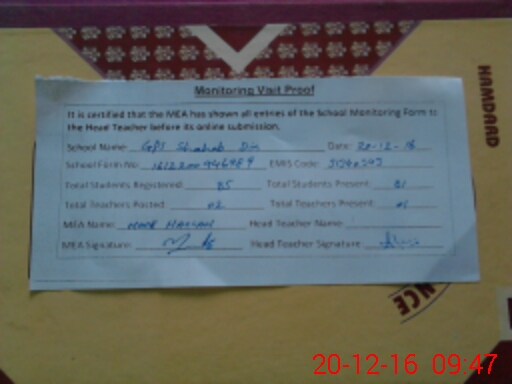 HAMDARD
Monitoring Visit Proof
It is certified that the MEA has shown all entries of the School Monitoring Form to
the Head Teacher before its online submission.
School Name: GPS Shahab Din Date: 20-12-16
School Form No: EMIS Code:
Total Students Registered: 85 Total Students Present: 81
Total Teachers Posted: 02 Total Teachers Present:
MEA Name: Head Teacher Name:
MEA Signature: Head Teacher Signature:
20-12-16 09:47